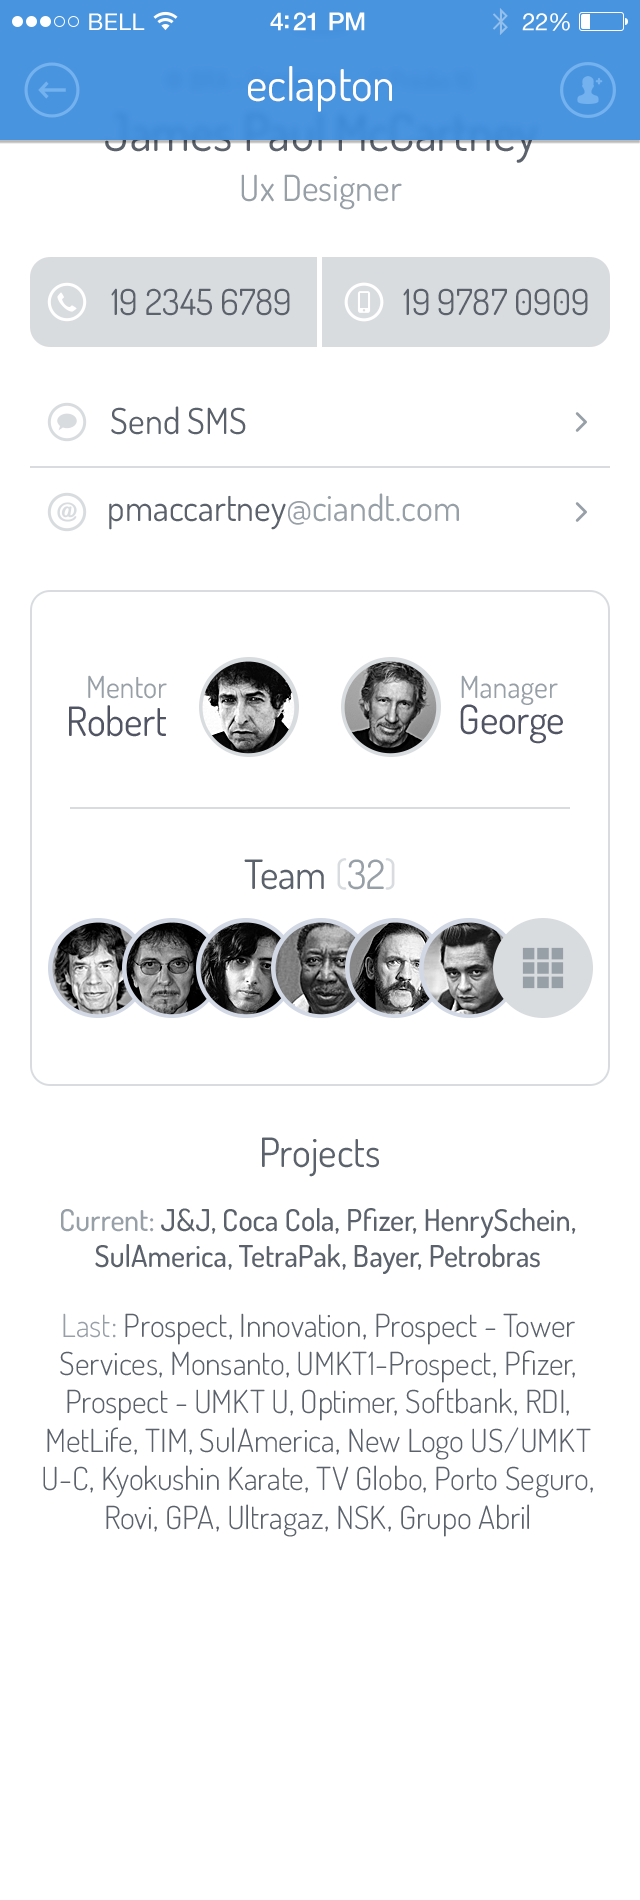 BELL 4:21 PM 22%
eclapton
James Paul McCartney
Ux Designer
19 2345 6789
19 9787 0909
Send SMS
pmaccartney@ciandt.com
Mentor
Robert
Manager
George
Team (32)
Projects
Current: J&J, Coca Cola, Pfizer, HenrySchein,
SulAmerica, TetraPak, Bayer, Petrobras
Last: Prospect, Innovation, Prospect - Tower
Services, Monsanto, UMKT1-Prospect, Pfizer,
Prospect - UMKT U, Optimer, Softbank, RDI,
MetLife, TIM, SulAmerica, New Logo US/UMKT
U-C, Kyokushin Karate, TV Globo, Porto Seguro,
Rovi, GPA, Ultragaz, NSK, Grupo Abril